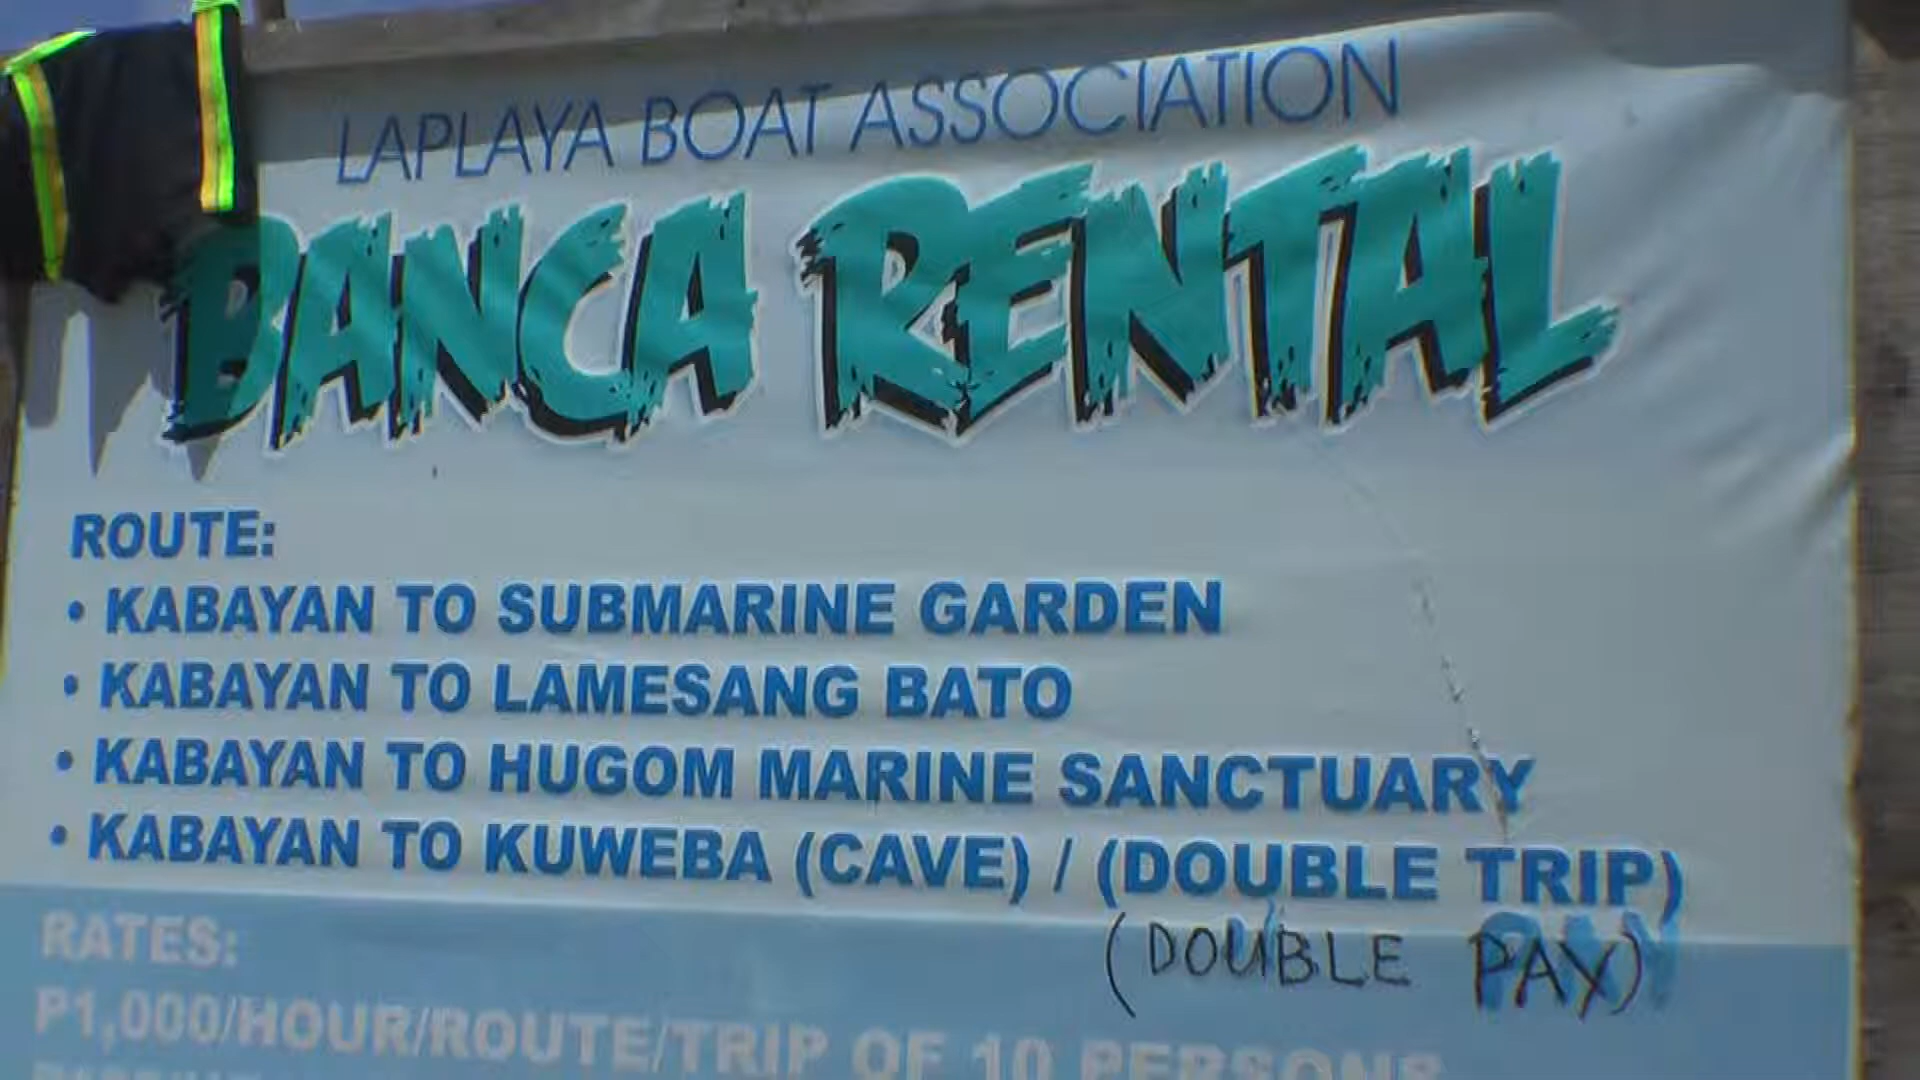 LAPLAYA BOAT ASSOCIATION
BANCA RENTAL
ROUTE:
• KABAYAN TO SUBMARINE GARDEN
• KABAYAN TO LAMESANG BATO
• KABAYAN TO HUGOM MARINE SANCTUARY
• KABAYAN TO KUWEBA (CAVE) / (DOUBLE TRIP)
(DOUBLE PAY)
RATES:
P1,000/HOUR/ROUTE/TRIP OF 10 PERSONS